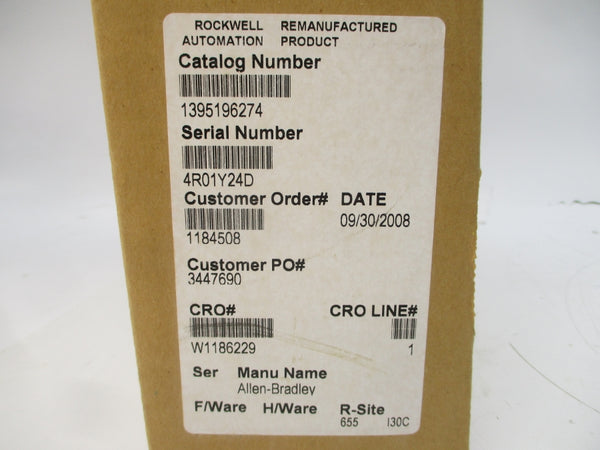 ROCKWELL REMANUFACTURED
AUTOMATION PRODUCT
Catalog Number
1395196274
Serial Number
4R01Y24D
Customer Order# DATE
09/30/2008
1184508
Customer PO#
3447690
CRO# CRO LINE#
W1186229 1
Ser Manu Name
Allen-Bradley
F/Ware H/Ware R-Site
655 I30C